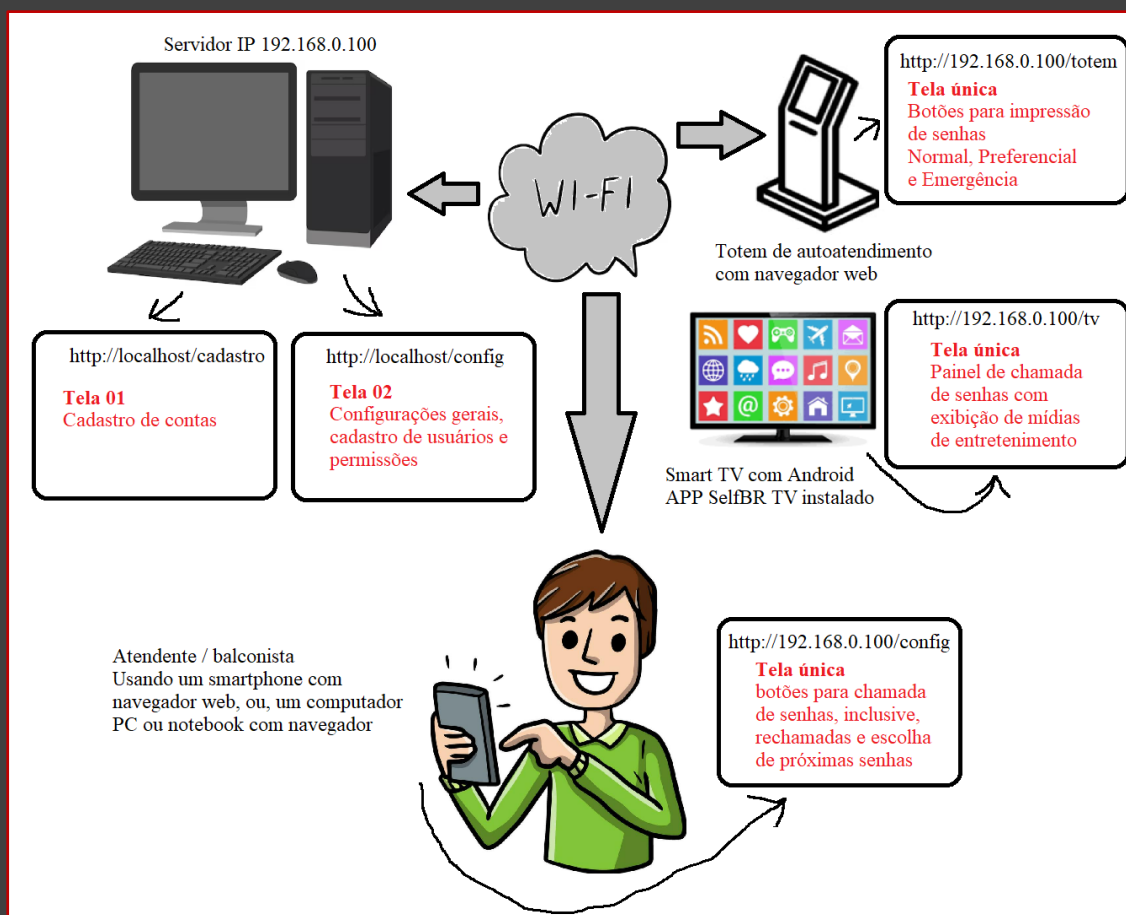 Servidor IP 192.168.0.100
http://192.168.0.100/totem
Tela única
Botões para impressão
de senhas
Normal, Preferencial
e Emergência
WI-FI
Totem de autoatendimento
com navegador web
http://localhost/cadastro
Tela 01
Cadastro de contas
http://localhost/config
Tela 02
Configurações gerais,
cadastro de usuários e
permissões
http://192.168.0.100/tv
Tela única
Painel de chamada
de senhas com
exibição de mídias
de entretenimento
Smart TV com Android
APP SelfBR TV instalado
Atendente / balconista
Usando um smartphone com
navegador web, ou, um computador
PC ou notebook com navegador
http://192.168.0.100/config
Tela única
botões para chamada
de senhas, inclusive,
rechamadas e escolha
de próximas senhas